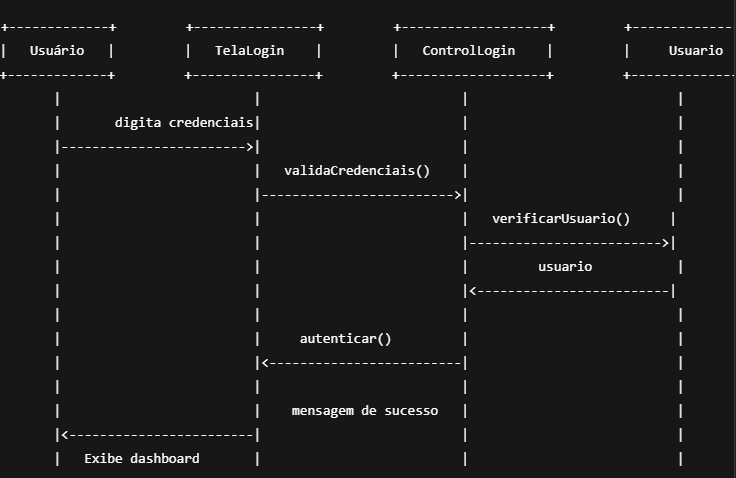 Usuário TelaLogin ControlLogin Usuario
digita credenciais
validaCredenciais()
verificarUsuario()
usuario
autenticar()
mensagem de sucesso
Exibe dashboard